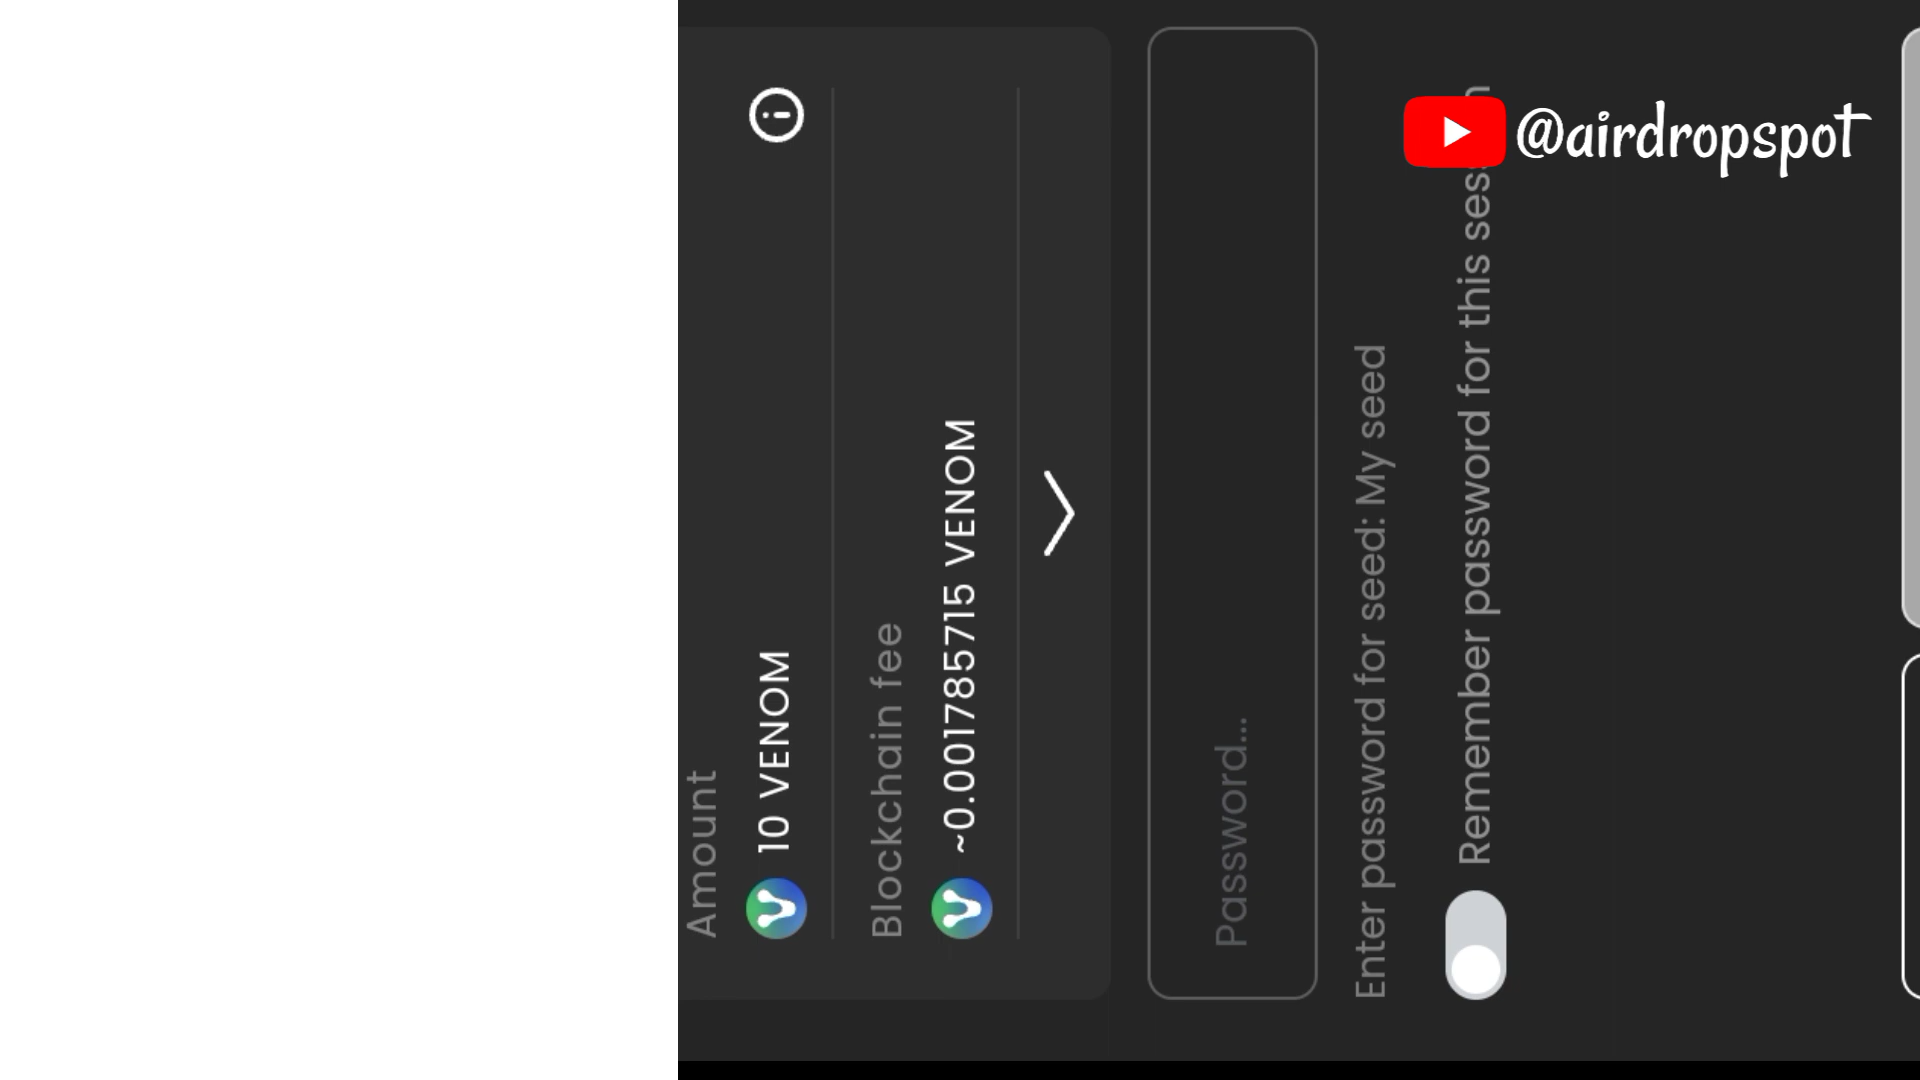 @airdropspot
Amount
10 VENOM
Blockchain fee
~0.001785715 VENOM
Password...
Enter password for seed: My seed
Remember password for this